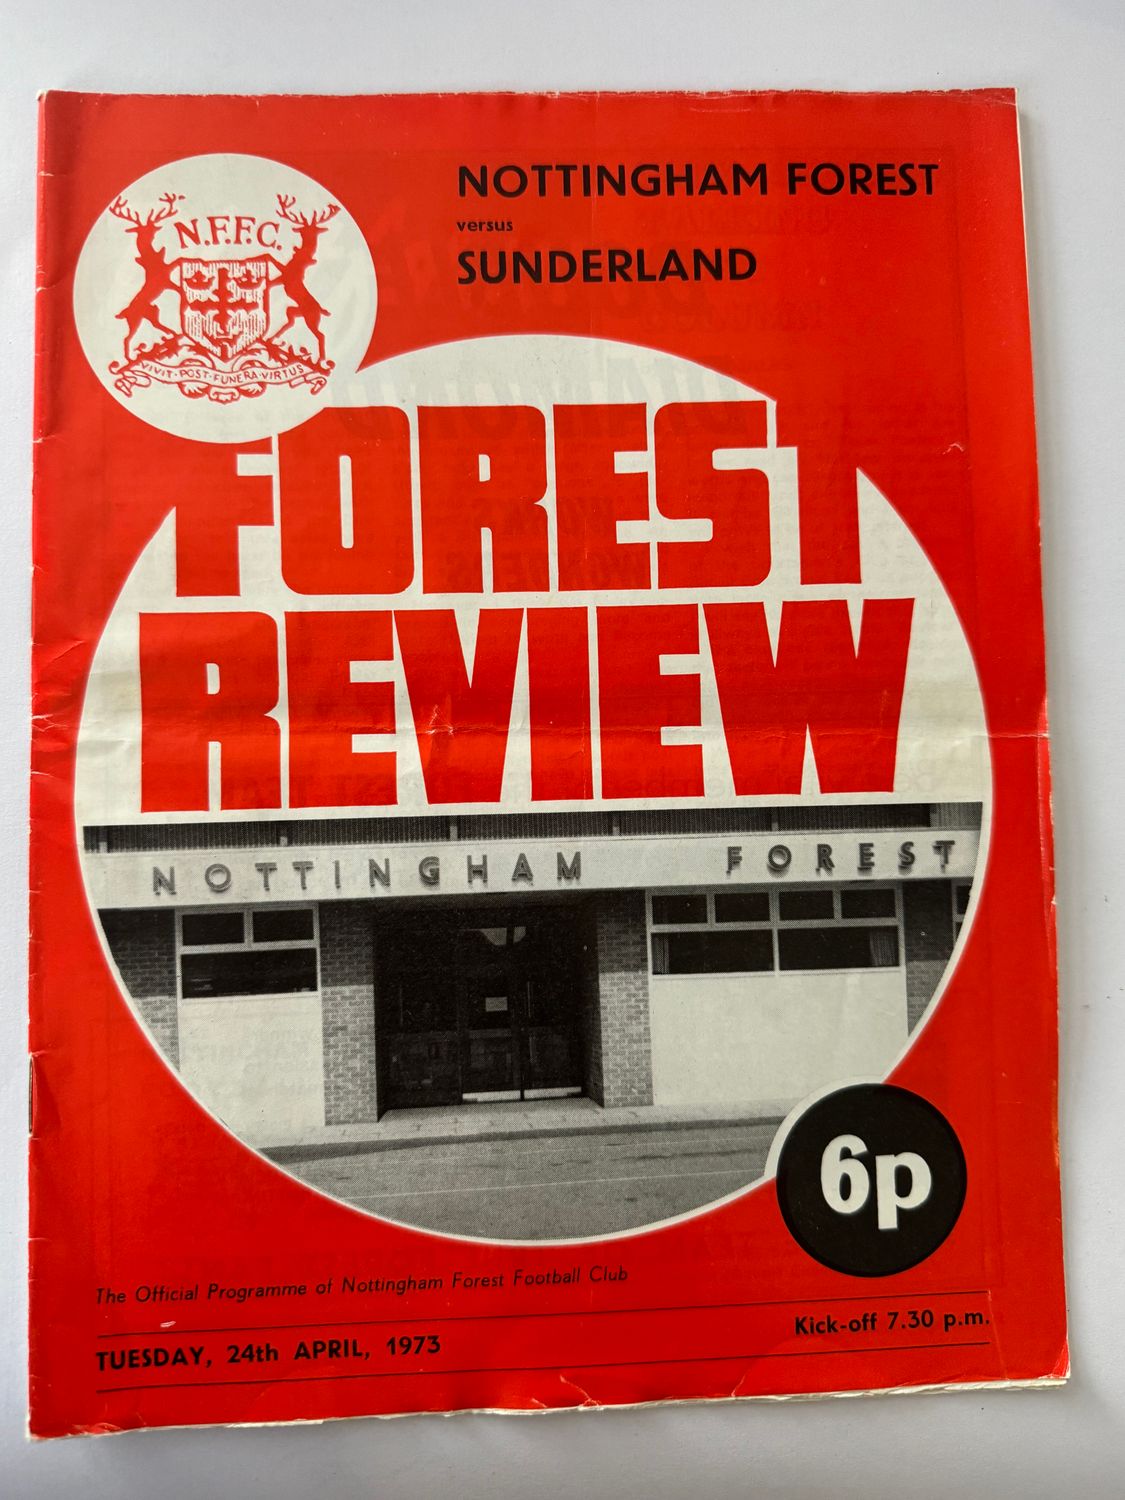 NOTTINGHAM FOREST
versus
SUNDERLAND
N.F.F.C.
VIVIT·POST·FUNERA·VIRTUS
FOREST
REVIEW
NOTTINGHAM FOREST
6p
The Official Programme of Nottingham Forest Football Club
Kick-off 7.30 p.m.
TUESDAY, 24th APRIL, 1973